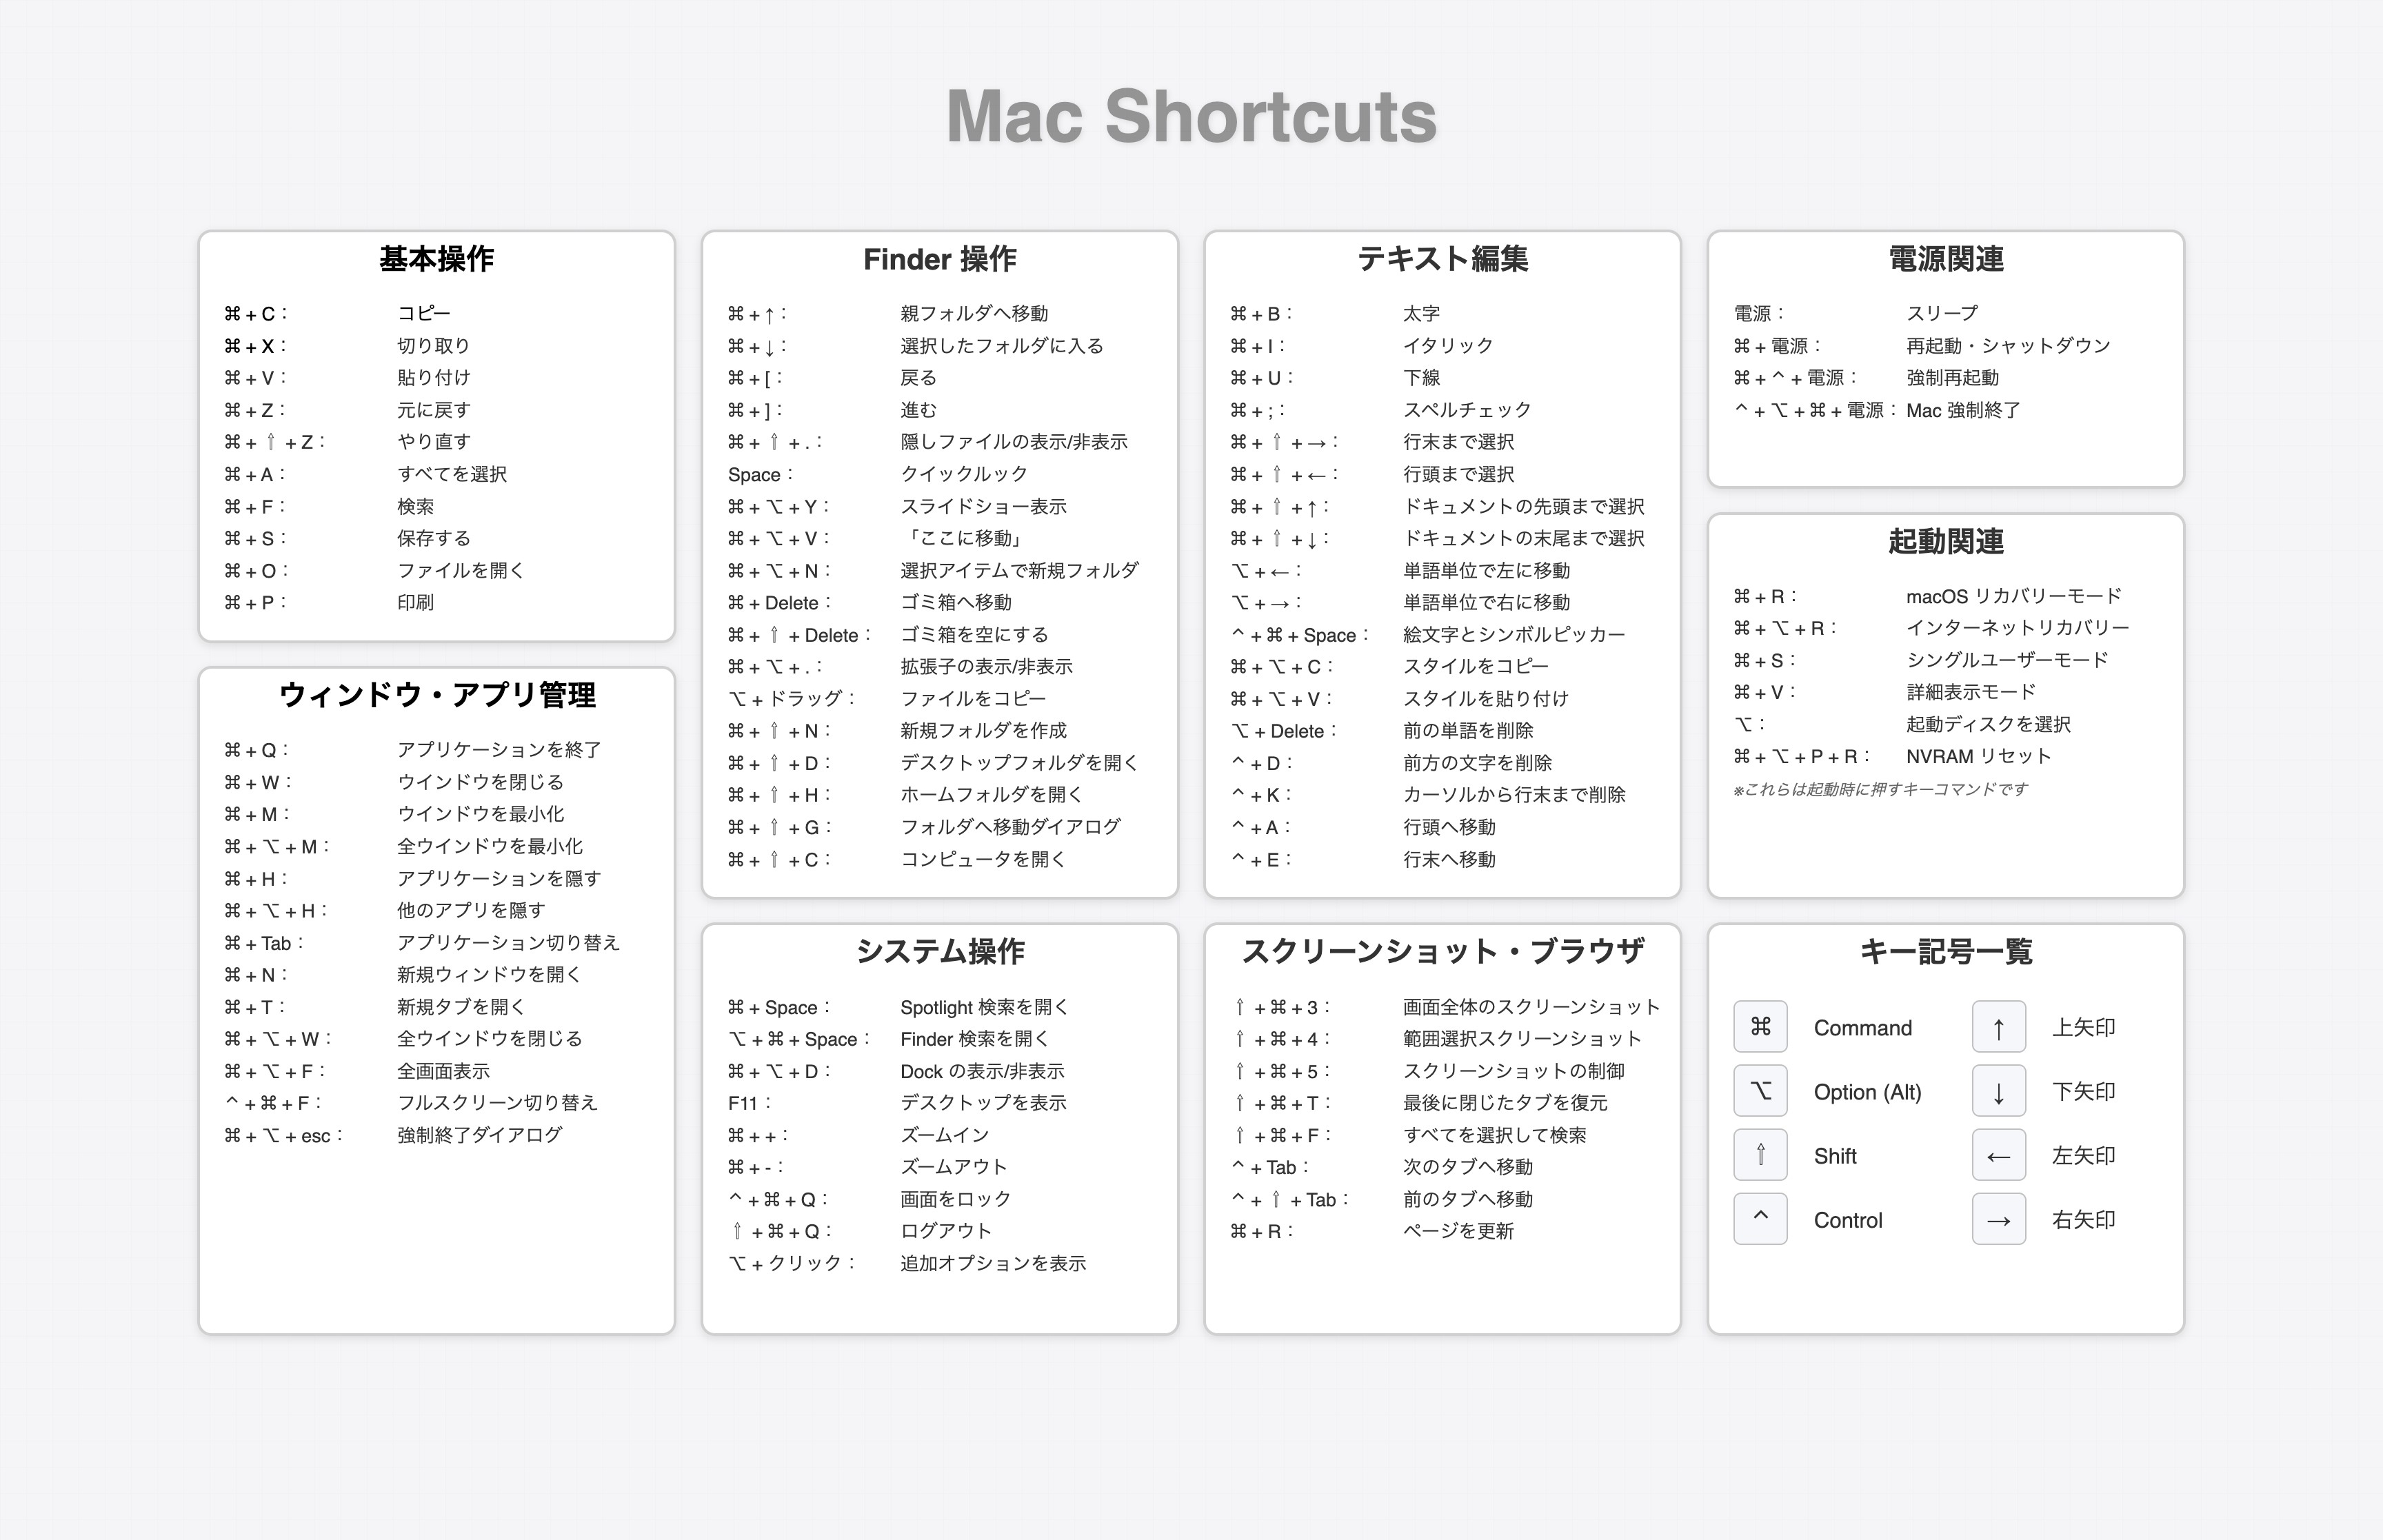 Mac Shortcuts
基本操作
⌘ + C： コピー
⌘ + X： 切り取り
⌘ + V： 貼り付け
⌘ + Z： 元に戻す
⌘ + ⇧ + Z： やり直す
⌘ + A： すべてを選択
⌘ + F： 検索
⌘ + S： 保存する
⌘ + O： ファイルを開く
⌘ + P： 印刷
ウィンドウ・アプリ管理
⌘ + Q： アプリケーションを終了
⌘ + W： ウインドウを閉じる
⌘ + M： ウインドウを最小化
⌘ + ⌥ + M： 全ウインドウを最小化
⌘ + H： アプリケーションを隠す
⌘ + ⌥ + H： 他のアプリを隠す
⌘ + Tab： アプリケーション切り替え
⌘ + N： 新規ウィンドウを開く
⌘ + T： 新規タブを開く
⌘ + ⌥ + W： 全ウインドウを閉じる
⌘ + ⌥ + F： 全画面表示
⌃ + ⌘ + F： フルスクリーン切り替え
⌘ + ⌥ + esc： 強制終了ダイアログ
Finder 操作
⌘ + ↑： 親フォルダへ移動
⌘ + ↓： 選択したフォルダに入る
⌘ + [： 戻る
⌘ + ]： 進む
⌘ + ⇧ + .： 隠しファイルの表示/非表示
Space： クイックルック
⌘ + ⌥ + Y： スライドショー表示
⌘ + ⌥ + V： 「ここに移動」
⌘ + ⌥ + N： 選択アイテムで新規フォルダ
⌘ + Delete： ゴミ箱へ移動
⌘ + ⇧ + Delete： ゴミ箱を空にする
⌘ + ⌥ + .： 拡張子の表示/非表示
⌥ + ドラッグ： ファイルをコピー
⌘ + ⇧ + N： 新規フォルダを作成
⌘ + ⇧ + D： デスクトップフォルダを開く
⌘ + ⇧ + H： ホームフォルダを開く
⌘ + ⇧ + G： フォルダへ移動ダイアログ
⌘ + ⇧ + C： コンピュータを開く
システム操作
⌘ + Space： Spotlight 検索を開く
⌥ + ⌘ + Space： Finder 検索を開く
⌘ + ⌥ + D： Dock の表示/非表示
F11： デスクトップを表示
⌘ + +： ズームイン
⌘ + -： ズームアウト
⌃ + ⌘ + Q： 画面をロック
⇧ + ⌘ + Q： ログアウト
⌥ + クリック： 追加オプションを表示
テキスト編集
⌘ + B： 太字
⌘ + I： イタリック
⌘ + U： 下線
⌘ + ;： スペルチェック
⌘ + ⇧ + →： 行末まで選択
⌘ + ⇧ + ←： 行頭まで選択
⌘ + ⇧ + ↑： ドキュメントの先頭まで選択
⌘ + ⇧ + ↓： ドキュメントの末尾まで選択
⌥ + ←： 単語単位で左に移動
⌥ + →： 単語単位で右に移動
⌃ + ⌘ + Space： 絵文字とシンボルピッカー
⌘ + ⌥ + C： スタイルをコピー
⌘ + ⌥ + V： スタイルを貼り付け
⌥ + Delete： 前の単語を削除
⌃ + D： 前方の文字を削除
⌃ + K： カーソルから行末まで削除
⌃ + A： 行頭へ移動
⌃ + E： 行末へ移動
スクリーンショット・ブラウザ
⇧ + ⌘ + 3： 画面全体のスクリーンショット
⇧ + ⌘ + 4： 範囲選択スクリーンショット
⇧ + ⌘ + 5： スクリーンショットの制御
⇧ + ⌘ + T： 最後に閉じたタブを復元
⇧ + ⌘ + F： すべてを選択して検索
⌃ + Tab： 次のタブへ移動
⌃ + ⇧ + Tab： 前のタブへ移動
⌘ + R： ページを更新
電源関連
電源： スリープ
⌘ + 電源： 再起動・シャットダウン
⌘ + ⌃ + 電源： 強制再起動
⌃ + ⌥ + ⌘ + 電源： Mac 強制終了
起動関連
⌘ + R： macOS リカバリーモード
⌘ + ⌥ + R： インターネットリカバリー
⌘ + S： シングルユーザーモード
⌘ + V： 詳細表示モード
⌥： 起動ディスクを選択
⌘ + ⌥ + P + R： NVRAM リセット
※これらは起動時に押すキーコマンドです
キー記号一覧
⌘ Command ↑ 上矢印
⌥ Option (Alt) ↓ 下矢印
⇧ Shift ← 左矢印
⌃ Control → 右矢印